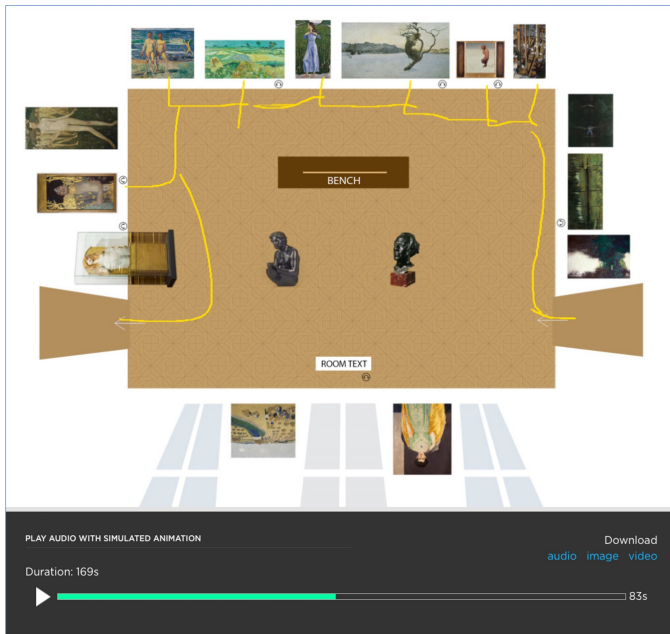 BENCH
ROOM TEXT
PLAY AUDIO WITH SIMULATED ANIMATION
Download
audio image video
Duration: 169s
83s